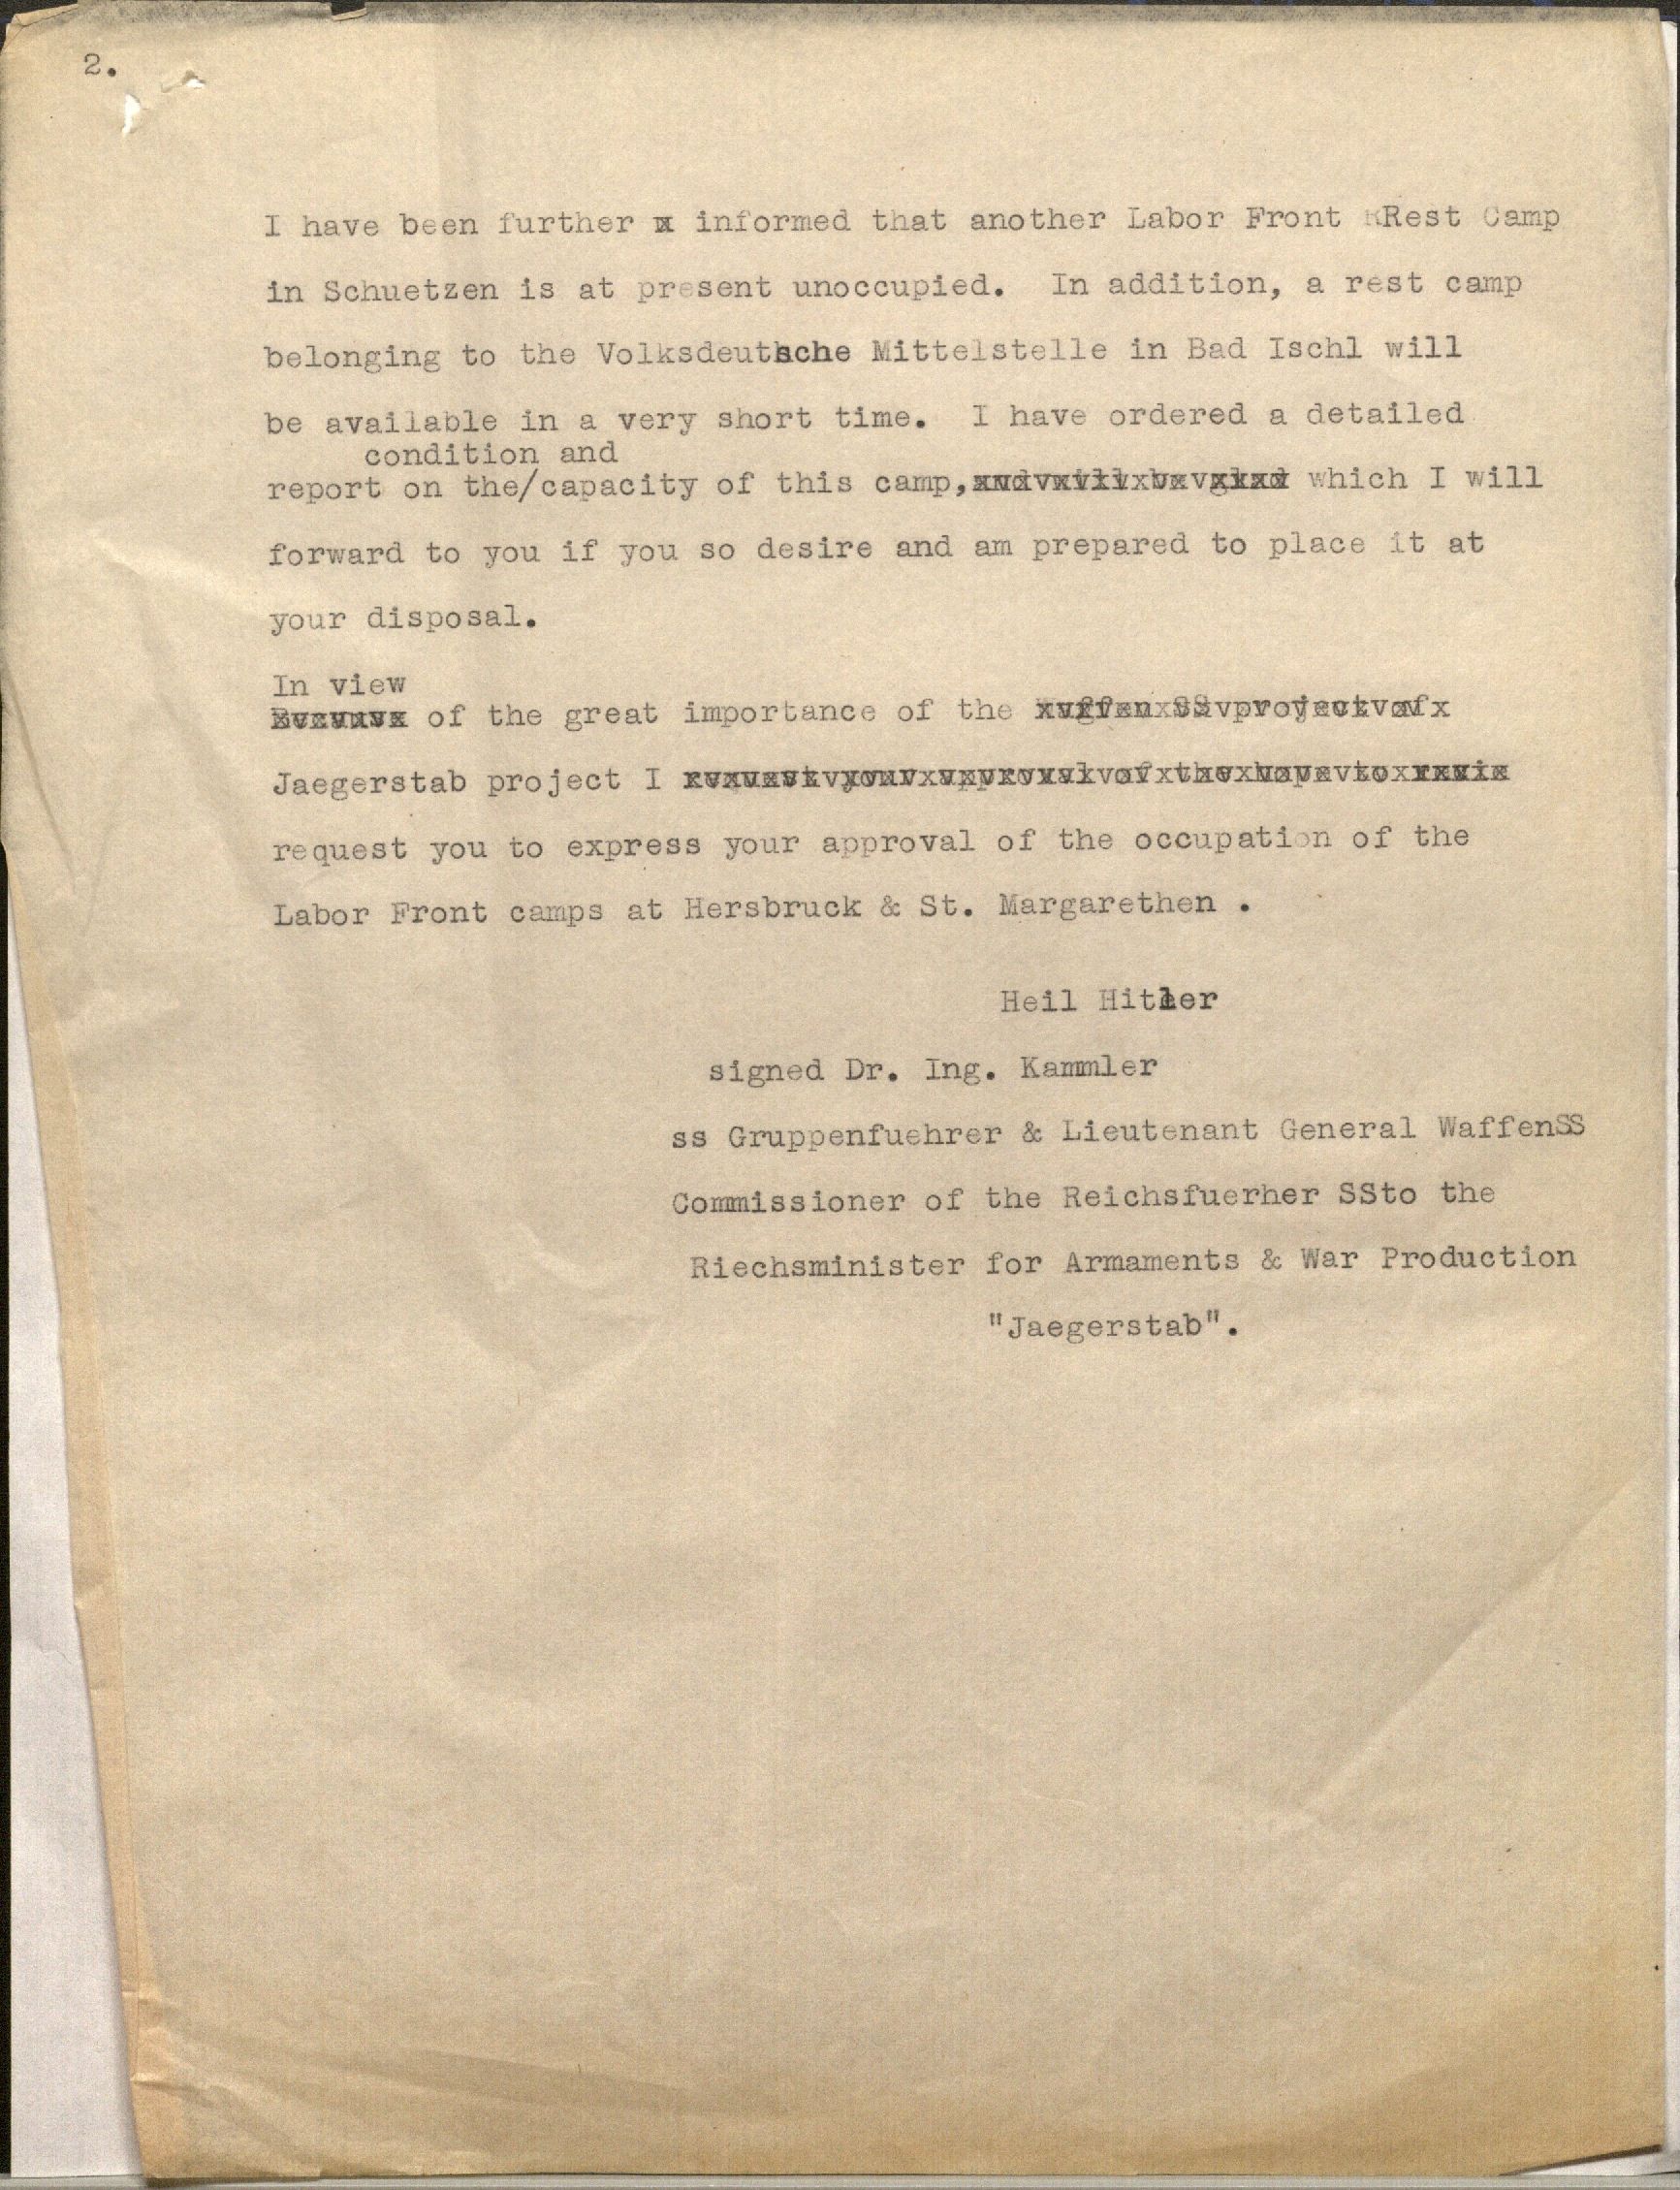 2.
I have been further informed that another Labor Front RRest Camp
in Schuetzen is at present unoccupied. In addition, a rest camp
belonging to the Volksdeutsche Mittelstelle in Bad Ischl will
be available in a very short time. I have ordered a detailed
condition and
report on the/capacity of this camp, which I will
forward to you if you so desire and am prepared to place it at
your disposal.
In view
of the great importance of the
Jaegerstab project I
request you to express your approval of the occupation of the
Labor Front camps at Hersbruck & St. Margarethen .
Heil Hitler
signed Dr. Ing. Kammler
ss Gruppenfuehrer & Lieutenant General WaffenSS
Commissioner of the Reichsfuerher SSto the
Riechsminister for Armaments & War Production
"Jaegerstab".